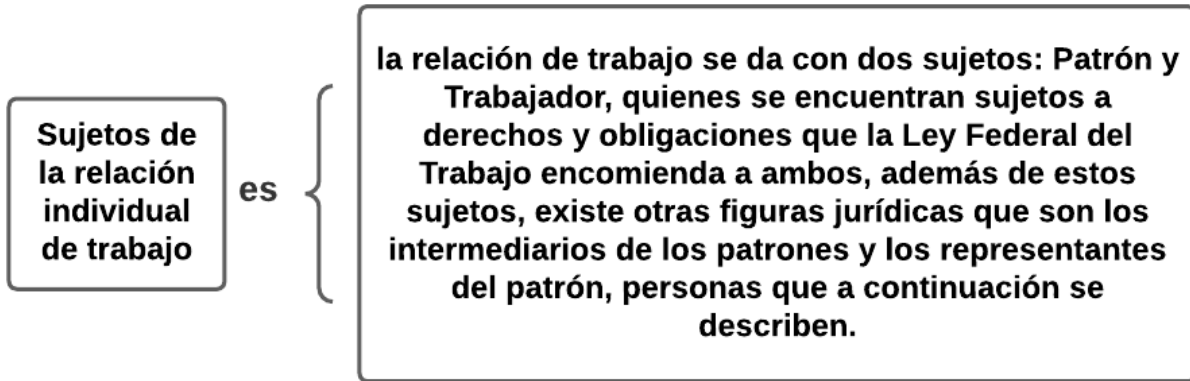 Sujetos de
la relación
individual
de trabajo
es
la relación de trabajo se da con dos sujetos: Patrón y
Trabajador, quienes se encuentran sujetos a
derechos y obligaciones que la Ley Federal del
Trabajo encomienda a ambos, además de estos
sujetos, existe otras figuras jurídicas que son los
intermediarios de los patrones y los representantes
del patrón, personas que a continuación se
describen.